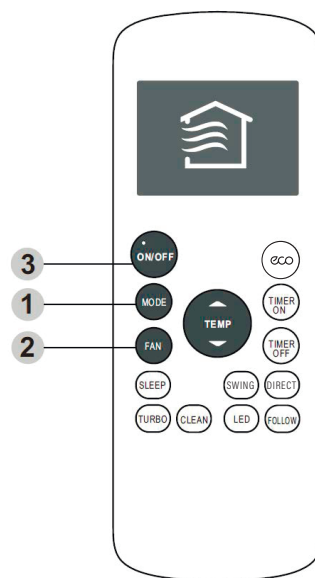 3
ON/OFF
eco
1
MODE
TIMER
ON
TEMP
2
FAN
TIMER
OFF
SLEEP
SWING
DIRECT
TURBO
CLEAN
LED
FOLLOW